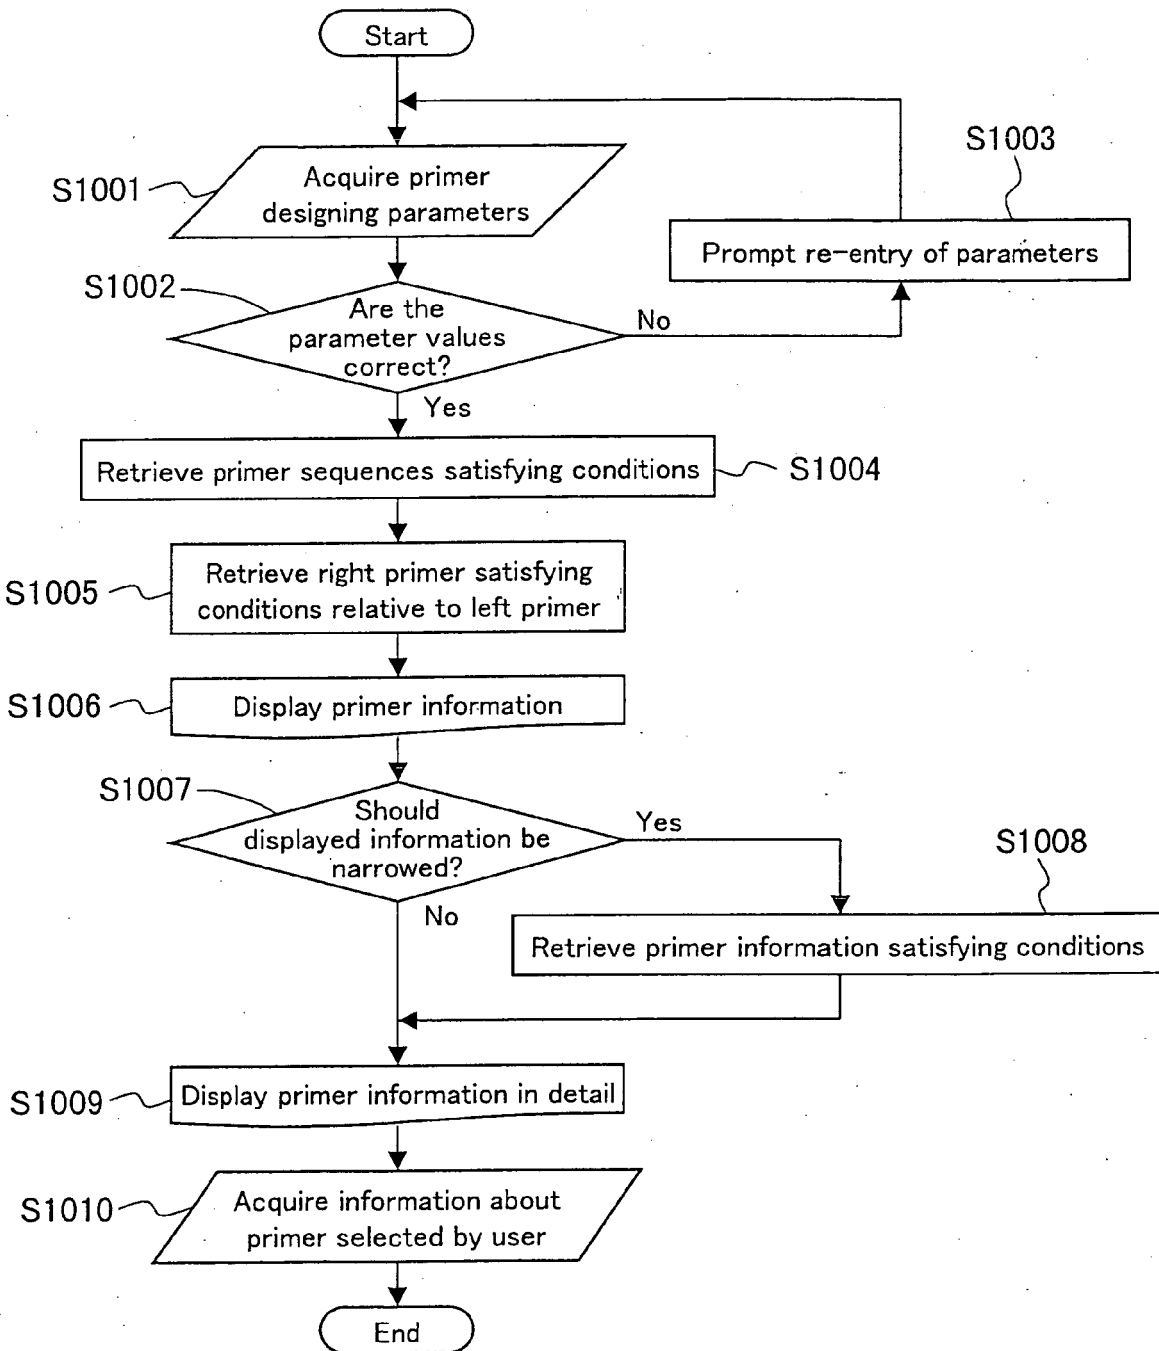 Start
S1003
S1001
Acquire primer
designing parameters
Prompt re-entry of parameters
S1002
Are the
parameter values
correct?
No
Yes
Retrieve primer sequences satisfying conditions
S1004
S1005
Retrieve right primer satisfying
conditions relative to left primer
S1006
Display primer information
S1007
Should
displayed information be
narrowed?
Yes
No
S1008
Retrieve primer information satisfying conditions
S1009
Display primer information in detail
S1010
Acquire information about
primer selected by user
End